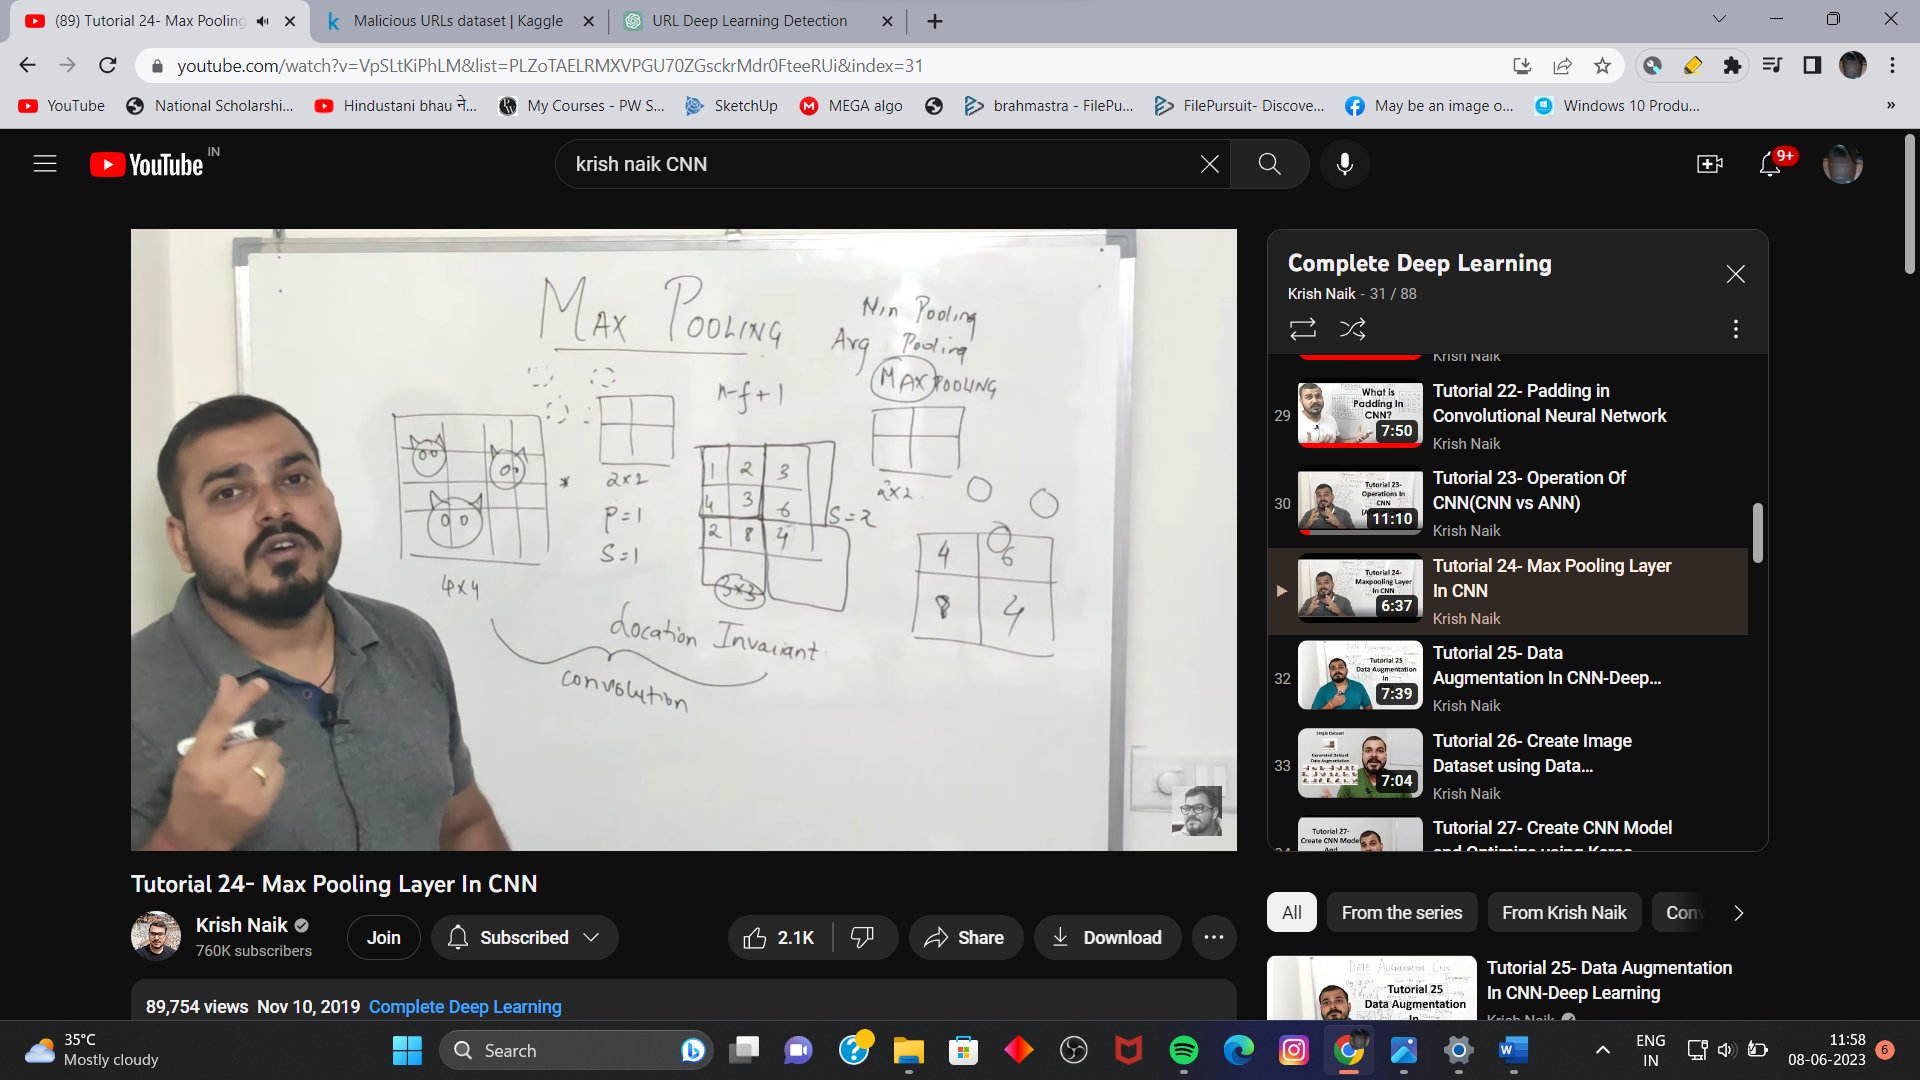 (89) Tutorial 24- Max Pooling
Malicious URLs dataset | Kaggle
URL Deep Learning Detection
youtube.com/watch?v=VpSLtKiPhLM&list=PLZoTAELRMXVPGU70ZGsckrMdr0FteeRUi&index=31
YouTube
National Scholarshi...
Hindustani bhau ने...
My Courses - PW S...
SketchUp
MEGA algo
brahmastra - FilePu...
FilePursuit- Discove...
May be an image o...
Windows 10 Produ...
»
YouTube IN
krish naik CNN
9+
MAX POOLING
Min Pooling
Avg Pooling
MAX POOLING
n-f+1
2x2
P=1
S=1
*
4x4
1 2 3
4 3 6
2 8 4
3x3
S=2
2x2
4 6
8 4
Location Invariant
convolution
Complete Deep Learning
Krish Naik - 31 / 88
Krish Naik
29
What is Padding In CNN?
7:50
Tutorial 22- Padding in
Convolutional Neural Network
Krish Naik
30
Tutorial 23-
Operations In
CNN
11:10
Tutorial 23- Operation Of
CNN(CNN vs ANN)
Krish Naik
Tutorial 24-
Maxpooling Layer
In CNN
6:37
Tutorial 24- Max Pooling Layer
In CNN
Krish Naik
32
Tutorial 25
Data Augmentation
In
7:39
Tutorial 25- Data
Augmentation In CNN-Deep...
Krish Naik
33
7:04
Tutorial 26- Create Image
Dataset using Data...
Krish Naik
Tutorial 27-
Create CNN Model
And
Tutorial 27- Create CNN Model
and Optimize using Keras
Tutorial 24- Max Pooling Layer In CNN
Krish Naik
760K subscribers
Join
Subscribed
2.1K
Share
Download
89,754 views Nov 10, 2019 Complete Deep Learning
All
From the series
From Krish Naik
Tutorial 25
Data Augmentation
In
Tutorial 25- Data Augmentation
In CNN-Deep Learning
Krish Naik
35°C
Mostly cloudy
Search
ENG
IN
11:58
08-06-2023
6